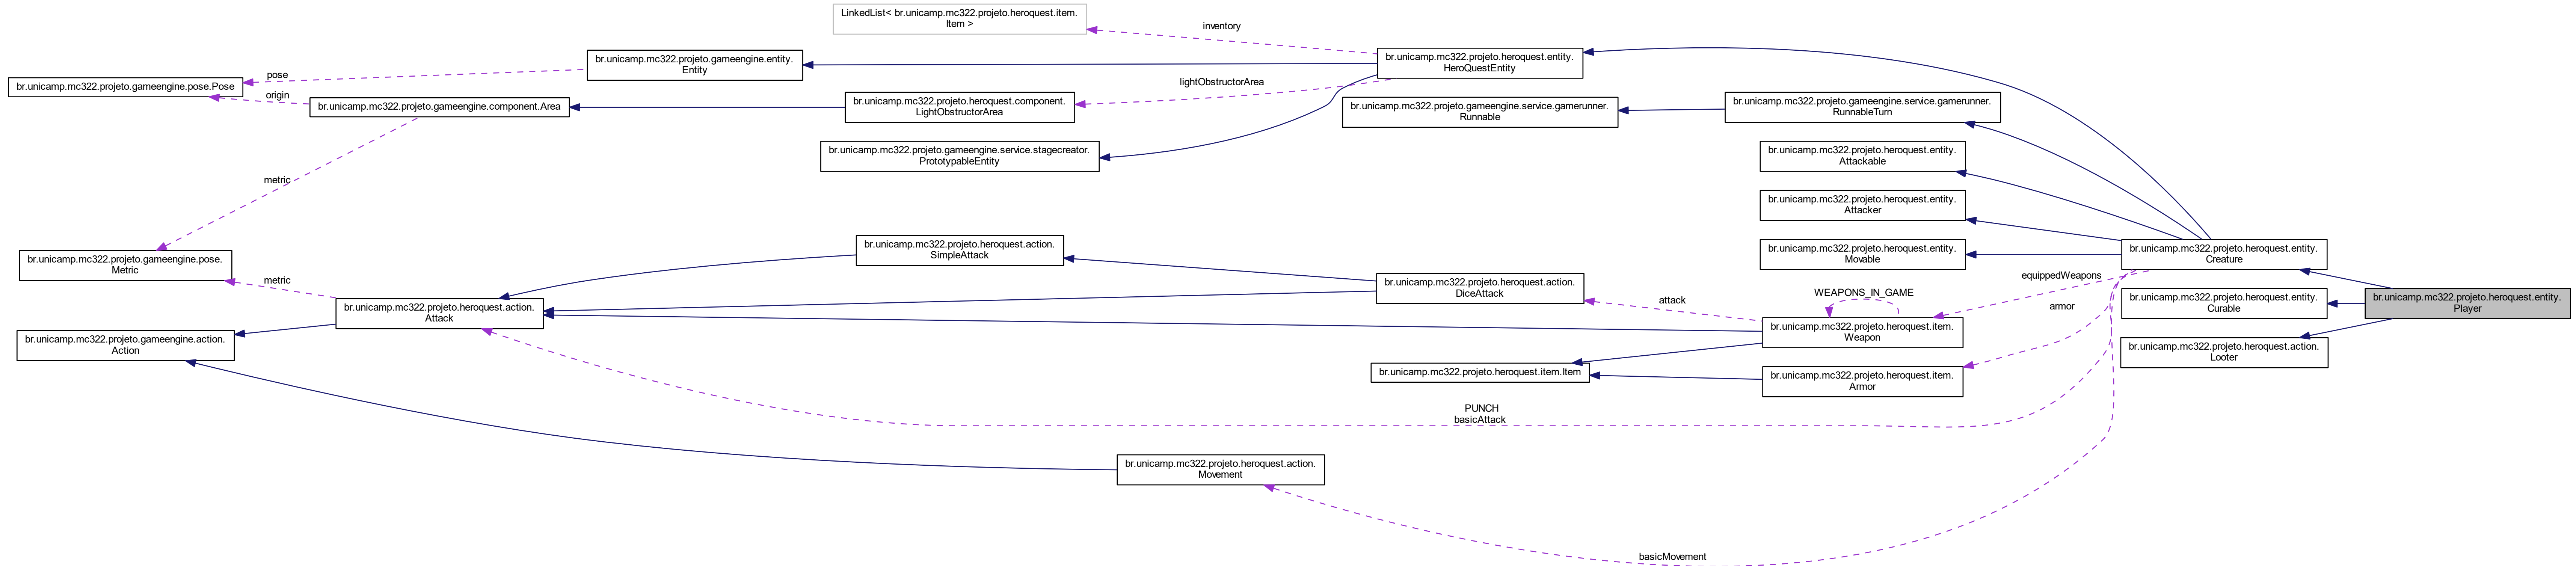 LinkedList< br.unicamp.mc322.projeto.heroquest.item.
Item >
inventory
br.unicamp.mc322.projeto.gameengine.entity.
Entity
br.unicamp.mc322.projeto.heroquest.entity.
HeroQuestEntity
pose
br.unicamp.mc322.projeto.gameengine.pose.Pose
origin
br.unicamp.mc322.projeto.gameengine.component.Area
br.unicamp.mc322.projeto.heroquest.component.
LightObstructorArea
lightObstructorArea
br.unicamp.mc322.projeto.gameengine.service.gamerunner.
Runnable
br.unicamp.mc322.projeto.gameengine.service.gamerunner.
RunnableTurn
br.unicamp.mc322.projeto.gameengine.service.stagecreator.
PrototypableEntity
br.unicamp.mc322.projeto.heroquest.entity.
Attackable
metric
br.unicamp.mc322.projeto.heroquest.entity.
Attacker
br.unicamp.mc322.projeto.gameengine.pose.
Metric
metric
br.unicamp.mc322.projeto.heroquest.action.
SimpleAttack
br.unicamp.mc322.projeto.heroquest.entity.
Movable
br.unicamp.mc322.projeto.heroquest.entity.
Creature
br.unicamp.mc322.projeto.heroquest.action.
DiceAttack
equippedWeapons
attack
WEAPONS_IN_GAME
armor
br.unicamp.mc322.projeto.heroquest.entity.
Curable
br.unicamp.mc322.projeto.heroquest.entity.
Player
br.unicamp.mc322.projeto.heroquest.action.
Attack
br.unicamp.mc322.projeto.heroquest.item.
Weapon
br.unicamp.mc322.projeto.gameengine.action.
Action
br.unicamp.mc322.projeto.heroquest.action.
Looter
br.unicamp.mc322.projeto.heroquest.item.Item
br.unicamp.mc322.projeto.heroquest.item.
Armor
PUNCH
basicAttack
br.unicamp.mc322.projeto.heroquest.action.
Movement
basicMovement